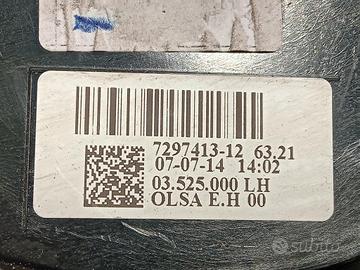 7297413-12 63.21
07-07-14 14:02
03.525.000 LH
OLSA E.H 00
subito